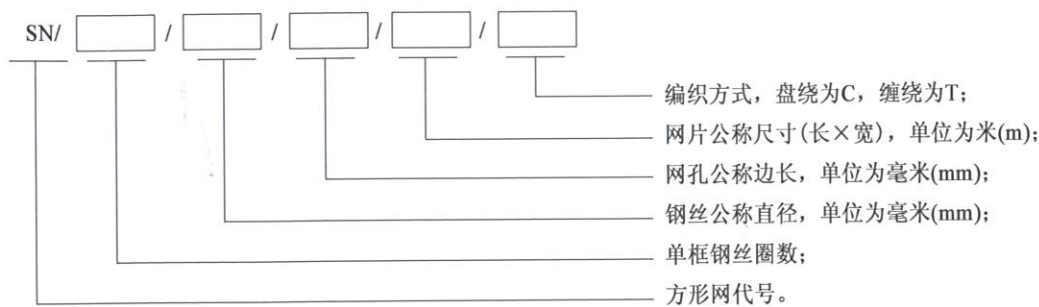 SN/ / / / /
编织方式，盘绕为C，缠绕为T；
网片公称尺寸(长×宽)，单位为米(m)；
网孔公称边长，单位为毫米(mm)；
钢丝公称直径，单位为毫米(mm)；
单框钢丝圈数；
方形网代号。